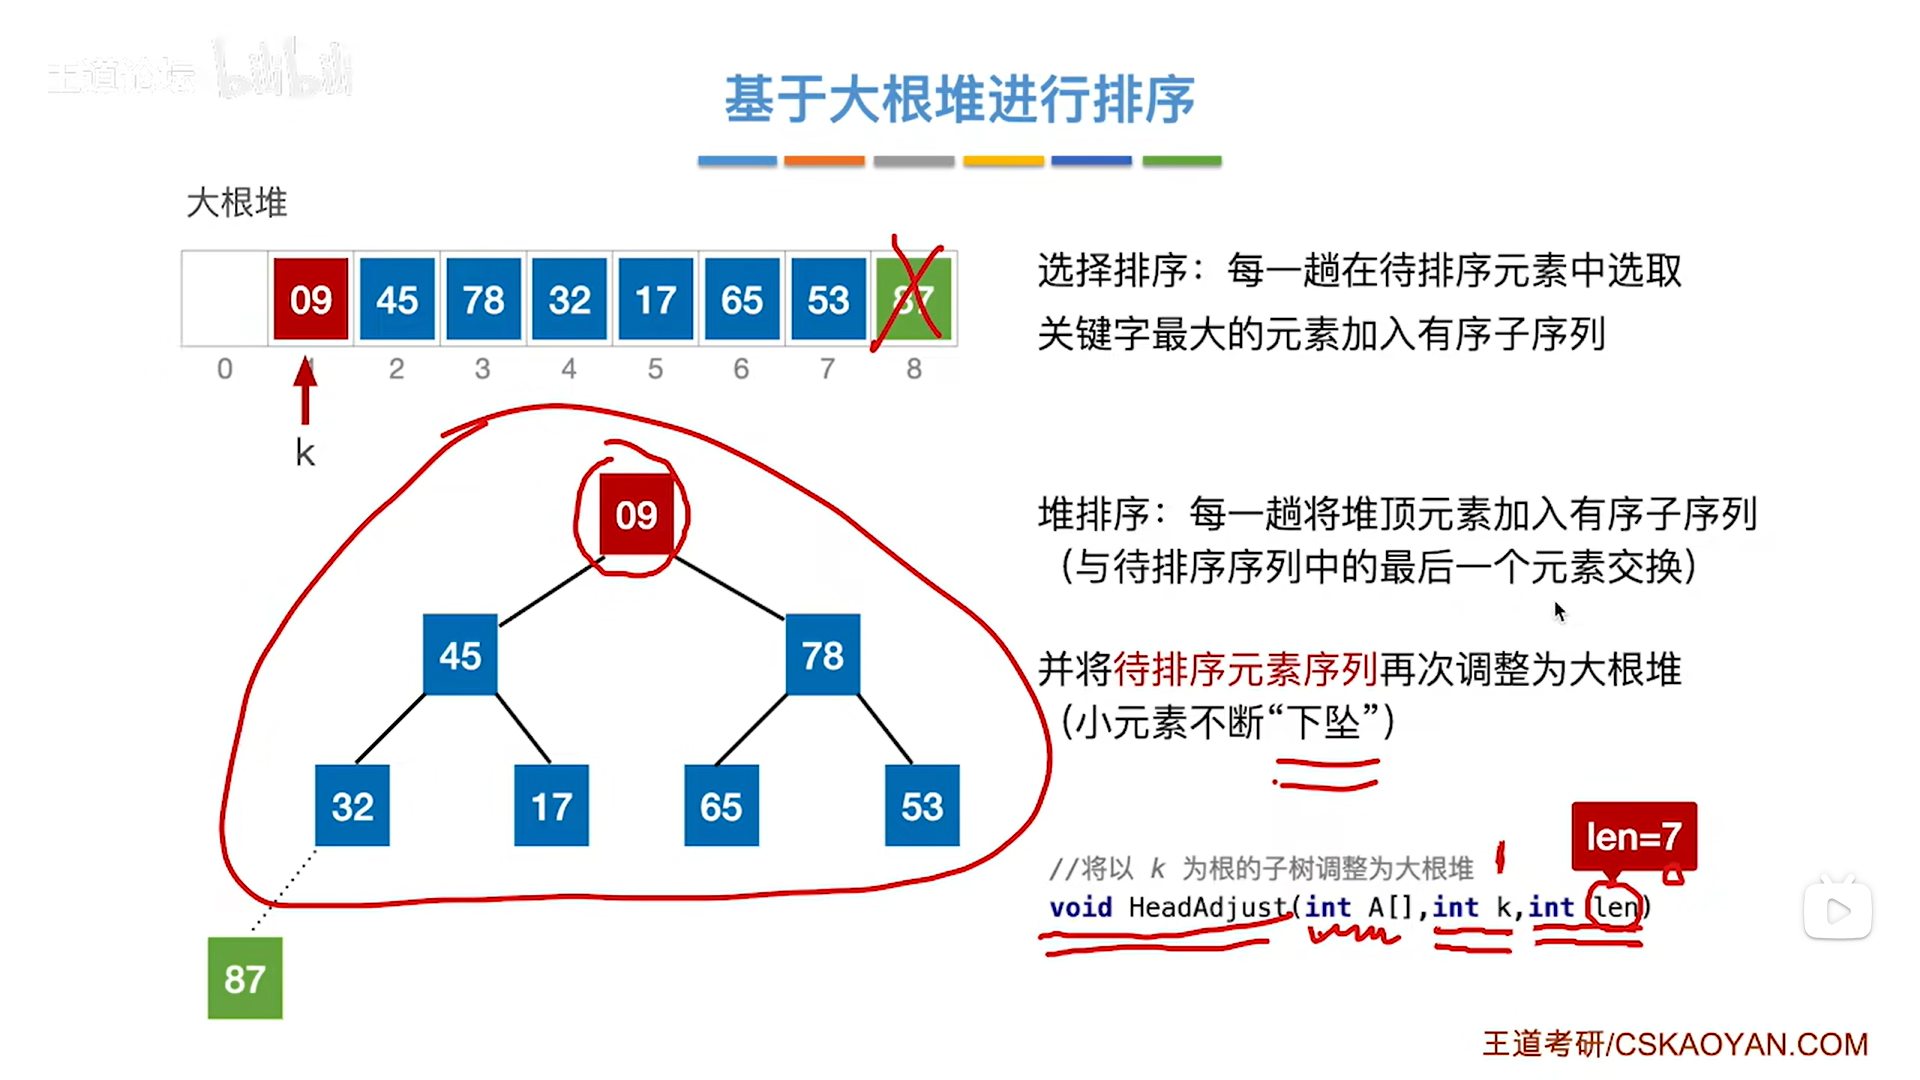 王道论坛 bilibili
基于大根堆进行排序
大根堆
09 45 78 32 17 65 53 87
0 1 2 3 4 5 6 7 8
k
09
45 78
32 17 65 53
87
选择排序：每一趟在待排序元素中选取
关键字最大的元素加入有序子序列
堆排序：每一趟将堆顶元素加入有序子序列
（与待排序序列中的最后一个元素交换）
并将待排序元素序列再次调整为大根堆
（小元素不断“下坠”）
len=7
//将以 k 为根的子树调整为大根堆
1
void HeadAdjust(int A[],int k,int len)
王道考研/CSKAOYAN.COM